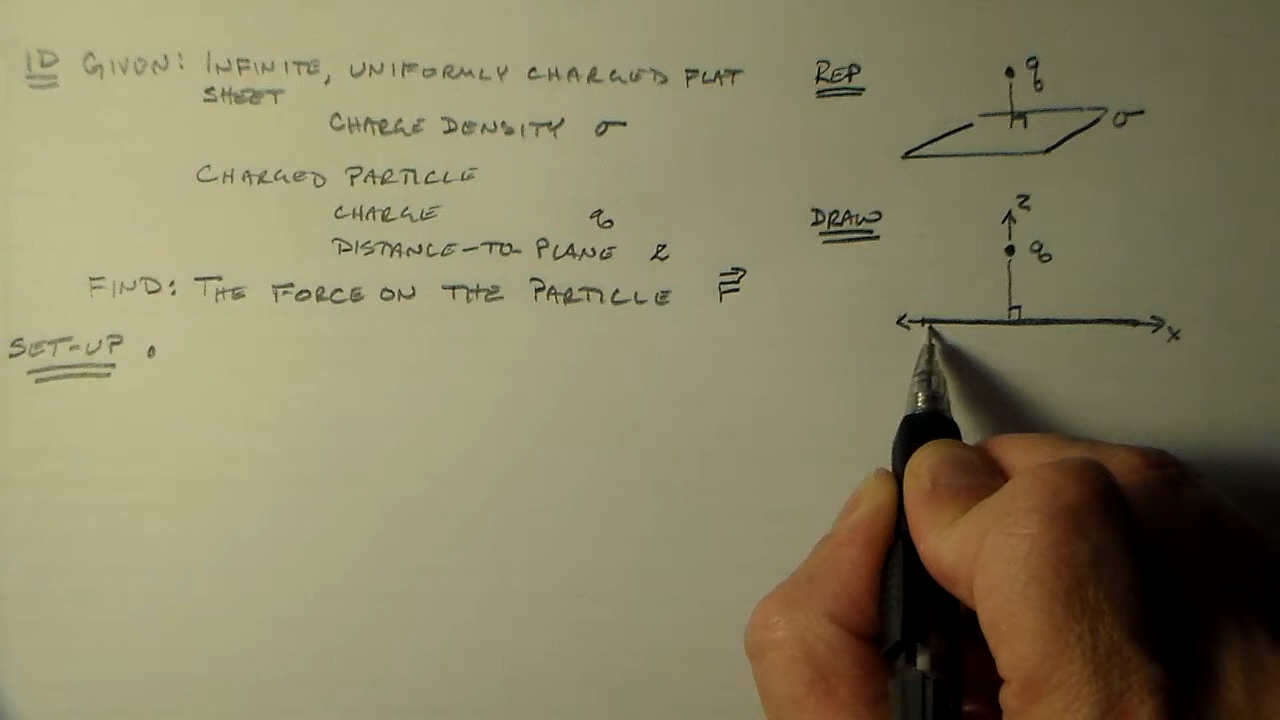 ID GIVEN: INFINITE, UNIFORMLY CHARGED FLAT
SHEET
CHARGE DENSITY σ
CHARGED PARTICLE
CHARGE q
DISTANCE-TO-PLANE z
FIND: THE FORCE ON THE PARTICLE F⃗
SET-UP .
REP
q
σ
DRAW
z
q
x